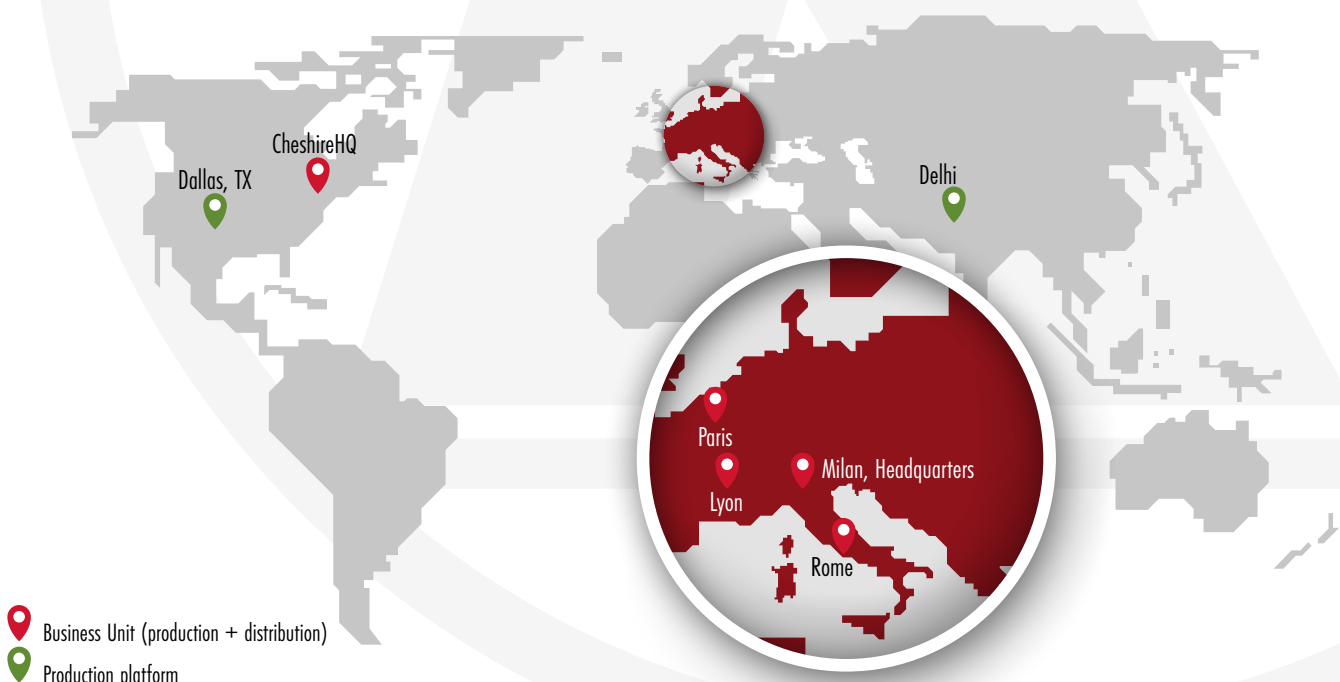 CheshireHQ
Dallas, TX
Delhi
Paris
Milan, Headquarters
Lyon
Rome
Business Unit (production + distribution)
Production platform